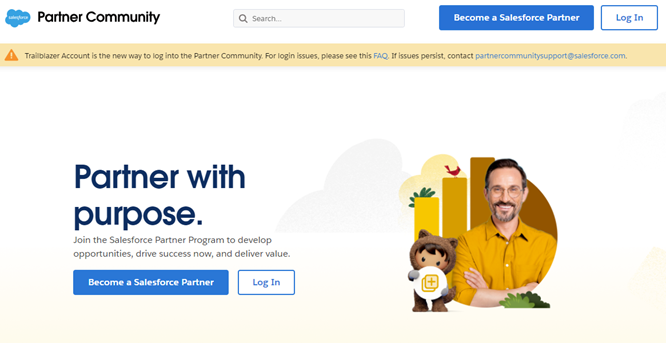 salesforce
Partner Community
Search...
Become a Salesforce Partner
Log In
Trailblazer Account is the new way to log into the Partner Community. For login issues, please see this FAQ. If issues persist, contact partnercommunitysupport@salesforce.com.
Partner with
purpose.
Join the Salesforce Partner Program to develop
opportunities, drive success now, and deliver value.
Become a Salesforce Partner
Log In